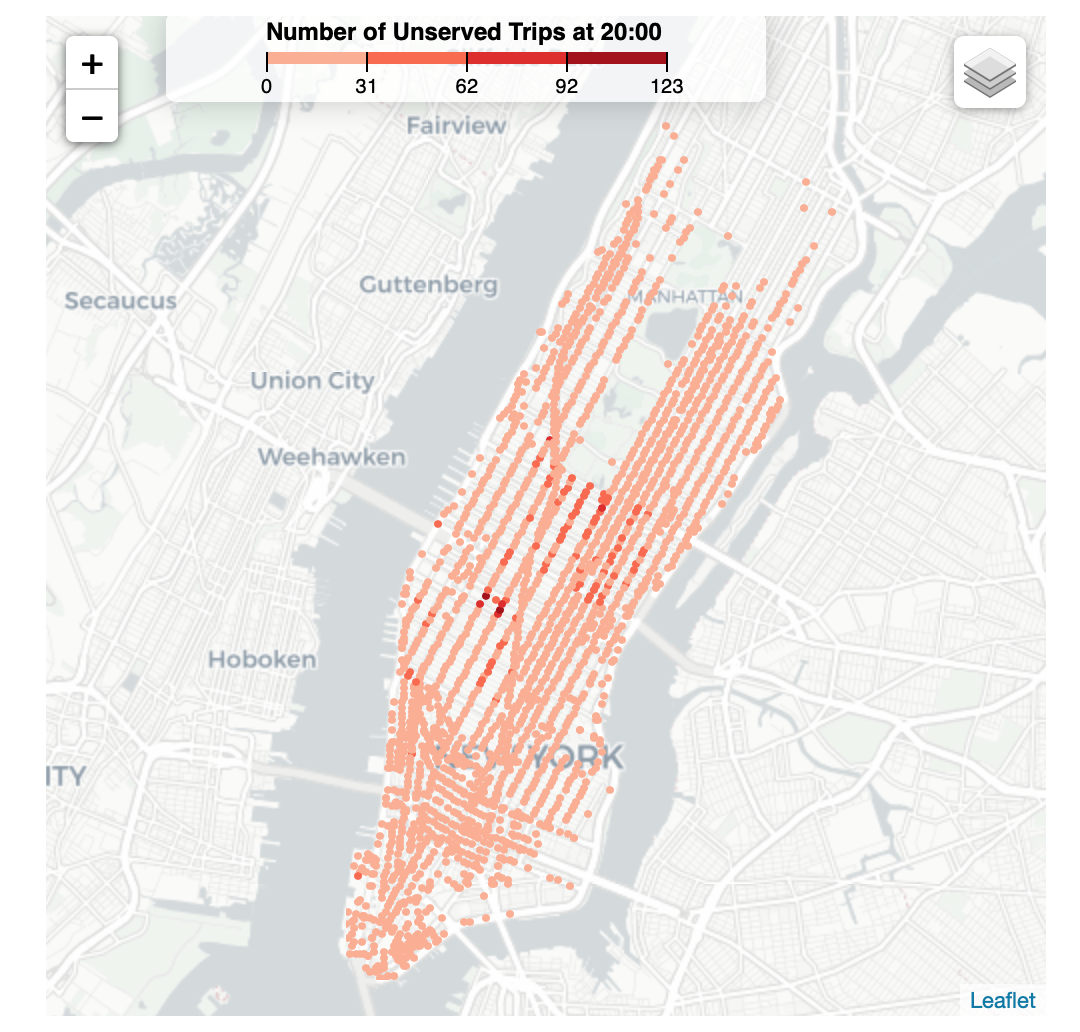 Number of Unserved Trips at 20:00
0 31 62 92 123
+
−
Fairview
Guttenberg
Secaucus
MANHATTAN
Union City
Weehawken
Hoboken
NEW YORK
ITY
Leaflet